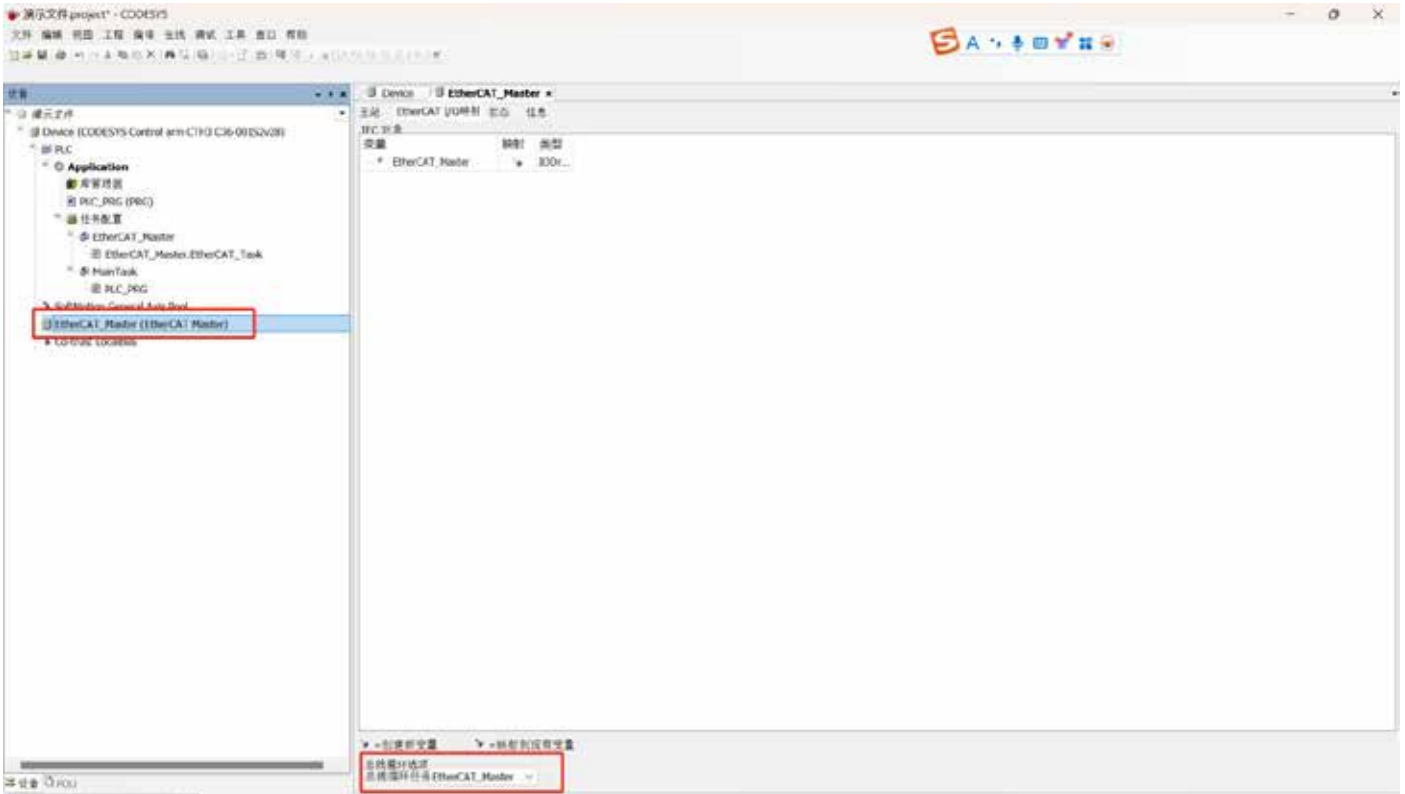 演示文件.project* - CODESYS
文件 编辑 视图 工程 编译 在线 调试 工具 窗口 帮助
设备
Device
EtherCAT_Master
主站 EtherCAT I/O映射 状态 信息
演示文件
IEC 对象
Device (CODESYS Control arm
变量 映射 类型
PLC
EtherCAT_Master IODr...
Application
库管理器
PLC_PRG (PRG)
任务配置
EtherCAT_Master
EtherCAT_Master.EtherCAT_Task
MainTask
PLC_PRG
SoftMotion General Axis Pool
EtherCAT_Master (EtherCAT Master)
=创建新变量 =映射到现有变量
总线循环选项
总线循环任务 EtherCAT_Master
设备 POU